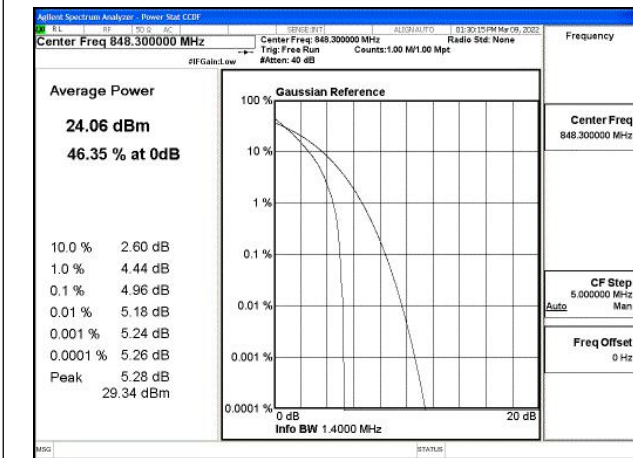 Agilent Spectrum Analyzer - Power Stat CCDF
RL RF 50 Ω AC SENSE:INT ALIGN AUTO 01:30:15 PM Mar 09, 2022
Center Freq 848.300000 MHz
Center Freq: 848.300000 MHz Radio Std: None
Trig: Free Run Counts:1.00 M/1.00 Mpt
#IFGain:Low #Atten: 40 dB
Frequency
Average Power
24.06 dBm
46.35 % at 0dB
10.0 % 2.60 dB
1.0 % 4.44 dB
0.1 % 4.96 dB
0.01 % 5.18 dB
0.001 % 5.24 dB
0.0001 % 5.26 dB
Peak 5.28 dB
29.34 dBm
Gaussian Reference
100 %
10 %
1 %
0.1 %
0.01 %
0.001 %
0.0001 %
0 dB 20 dB
Info BW 1.4000 MHz
Center Freq
848.300000 MHz
CF Step
5.000000 MHz
Auto Man
Freq Offset
0 Hz
MSG STATUS